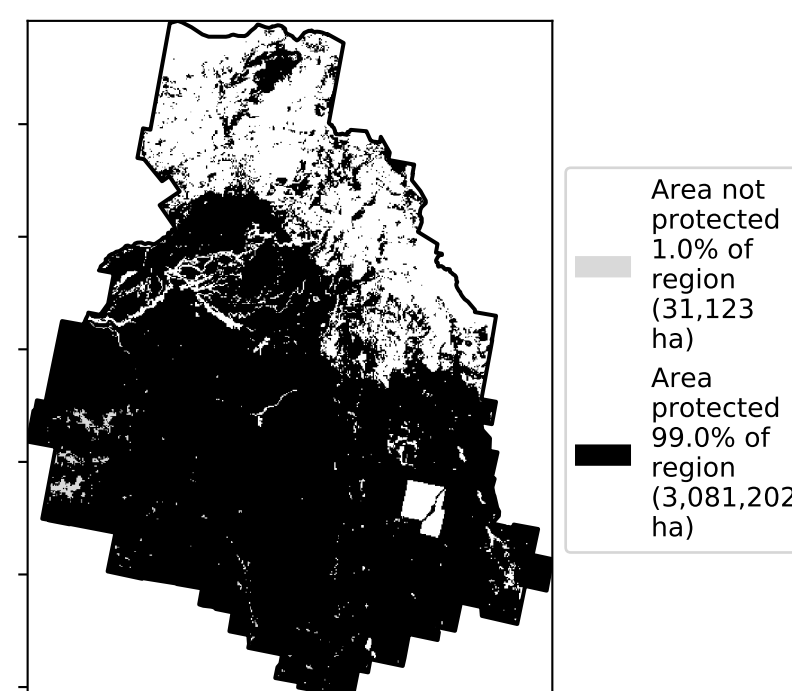 Area not
protected
1.0% of
region
(31,123
ha)
Area
protected
99.0% of
region
(3,081,202
ha)